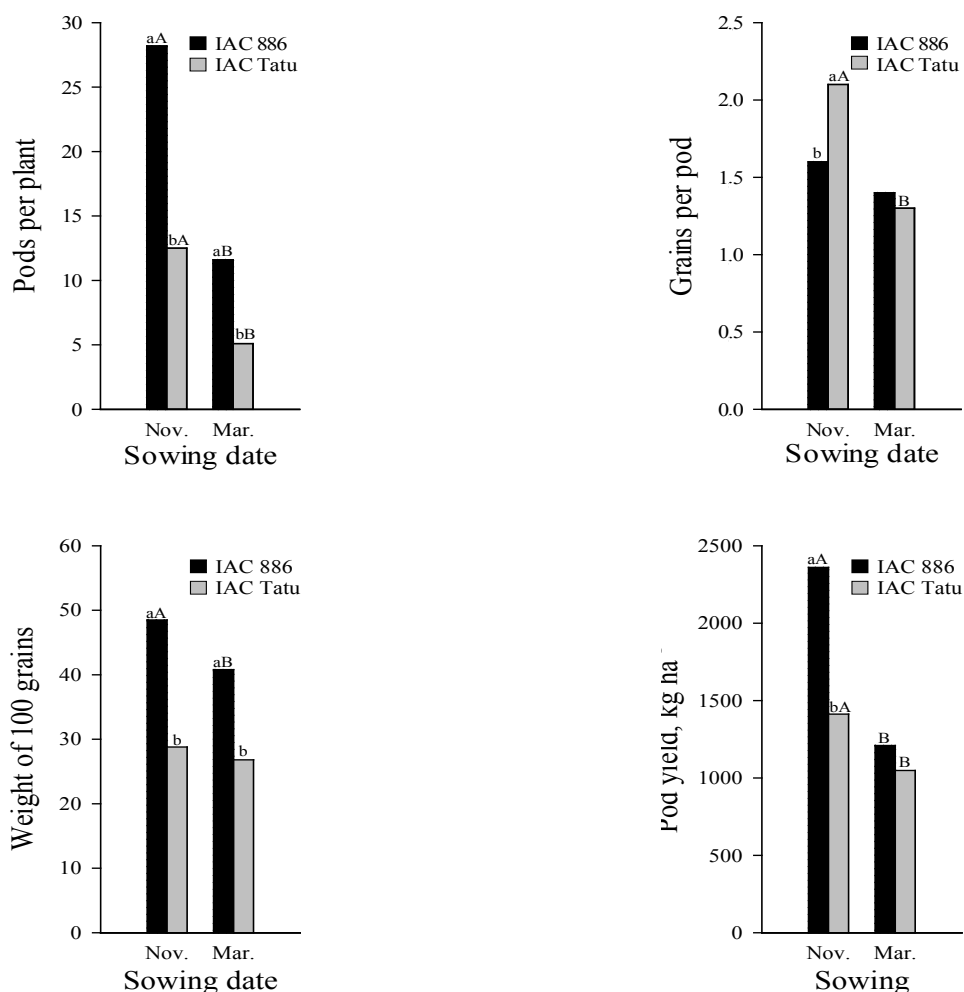 Pods per plant
30
25
20
15
10
5
0
aA
bA
aB
bB
IAC 886
IAC Tatu
Nov. Mar.
Sowing date
Grains per pod
2.5
2.0
1.5
1.0
0.5
0.0
b
aA
B
IAC 886
IAC Tatu
Nov. Mar.
Sowing date
Weight of 100 grains
60
50
40
30
20
10
0
aA
b
aB
b
IAC 886
IAC Tatu
Nov. Mar.
Sowing date
Pod yield, kg ha
2500
2000
1500
1000
500
0
aA
bA
B
B
IAC 886
IAC Tatu
Nov. Mar.
Sowing